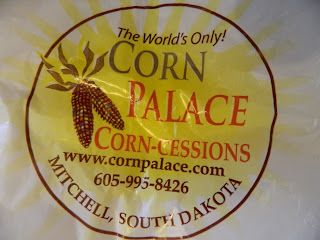 The World's Only!
CORN
PALACE
CORN-CESSIONS
www.cornpalace.com
605-995-8426
MITCHELL, SOUTH DAKOTA